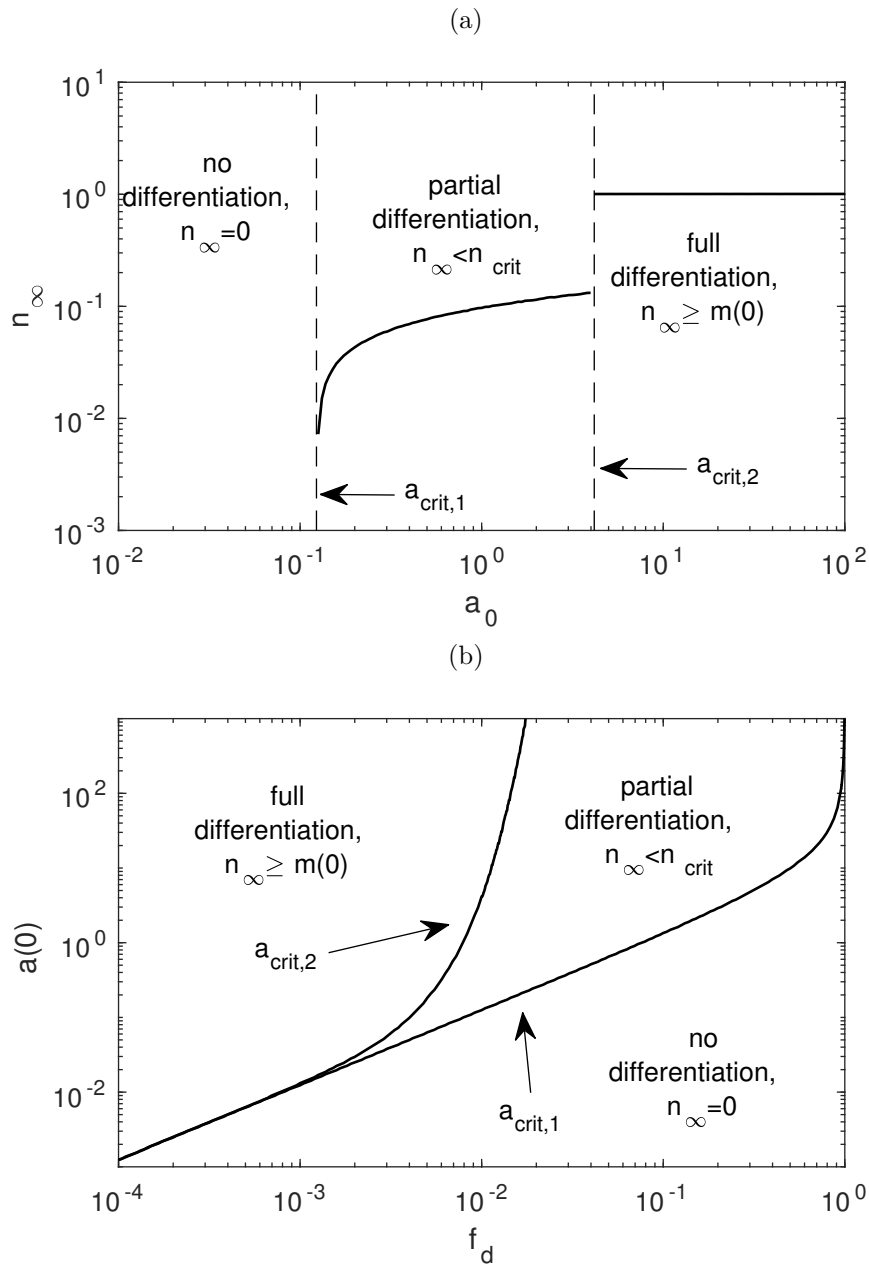 (a)
10^1
10^0
10^-1
10^-2
10^-3
n_∞
no
differentiation,
n_∞=0
partial
differentiation,
n_∞<n_crit
full
differentiation,
n_∞≥ m(0)
a_crit,1
a_crit,2
10^-2
10^-1
10^0
10^1
10^2
a_0
(b)
10^2
10^0
10^-2
a(0)
full
differentiation,
n_∞≥ m(0)
partial
differentiation,
n_∞<n_crit
a_crit,2
a_crit,1
no
differentiation,
n_∞=0
10^-4
10^-3
10^-2
10^-1
10^0
f_d